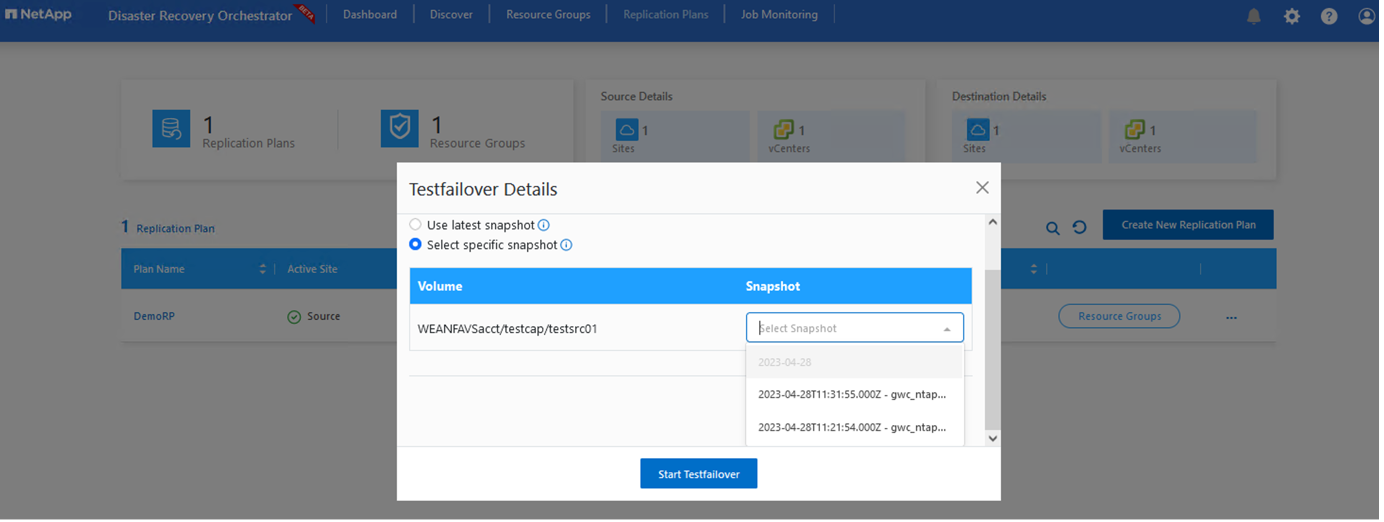 NetApp Disaster Recovery Orchestrator BETA Dashboard Discover Resource Groups Replication Plans Job Monitoring
1 Replication Plans
1 Resource Groups
Source Details
1 Sites
1 vCenters
Destination Details
1 Sites
1 vCenters
Testfailover Details
Use latest snapshot
Select specific snapshot
Volume Snapshot
WEANFAVSacct/testcap/testsrc01 Select Snapshot
2023-04-28
2023-04-28T11:31:55.000Z - gwc_ntap...
2023-04-28T11:21:54.000Z - gwc_ntap...
Start Testfailover
1 Replication Plan Create New Replication Plan
Plan Name Active Site
DemoRP Source Resource Groups ...